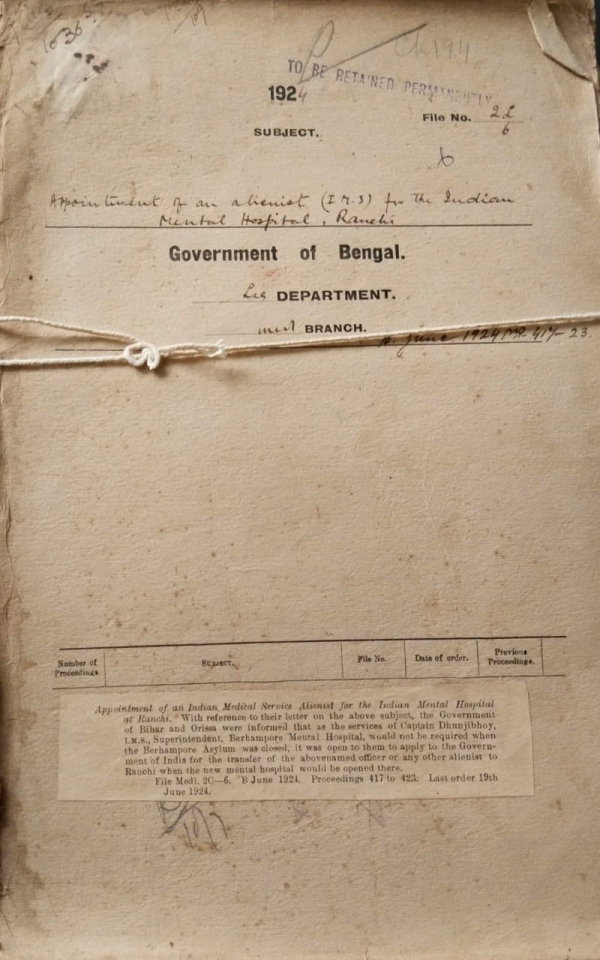 1636
Ch 194
TO BE RETAINED PERMANENTLY
1924
File No. 2C/6
SUBJECT.
Appointment of an alienist (I.M.S) for the Indian
Mental Hospital, Ranchi
Government of Bengal.
DEPARTMENT.
BRANCH.
B June 1924 417-23
Number of Proceedings.
Subject.
File No.
Date of order.
Previous Proceedings.
Appointment of an Indian Medical Service Alienist for the Indian Mental Hospital
at Ranchi. With reference to their letter on the above subject, the Government
of Bihar and Orissa were informed that as the services of Captain Dhunjibhoy,
I.M.S., Superintendent, Berhampore Mental Hospital, would not be required when
the Berhampore Asylum was closed, it was open to them to apply to the Govern-
ment of India for the transfer of the abovenamed officer or any other alienist to
Ranchi when the new mental hospital would be opened there.
File Medl. 2C—6. B June 1924. Proceedings 417 to 423. Last order 19th
June 1924.